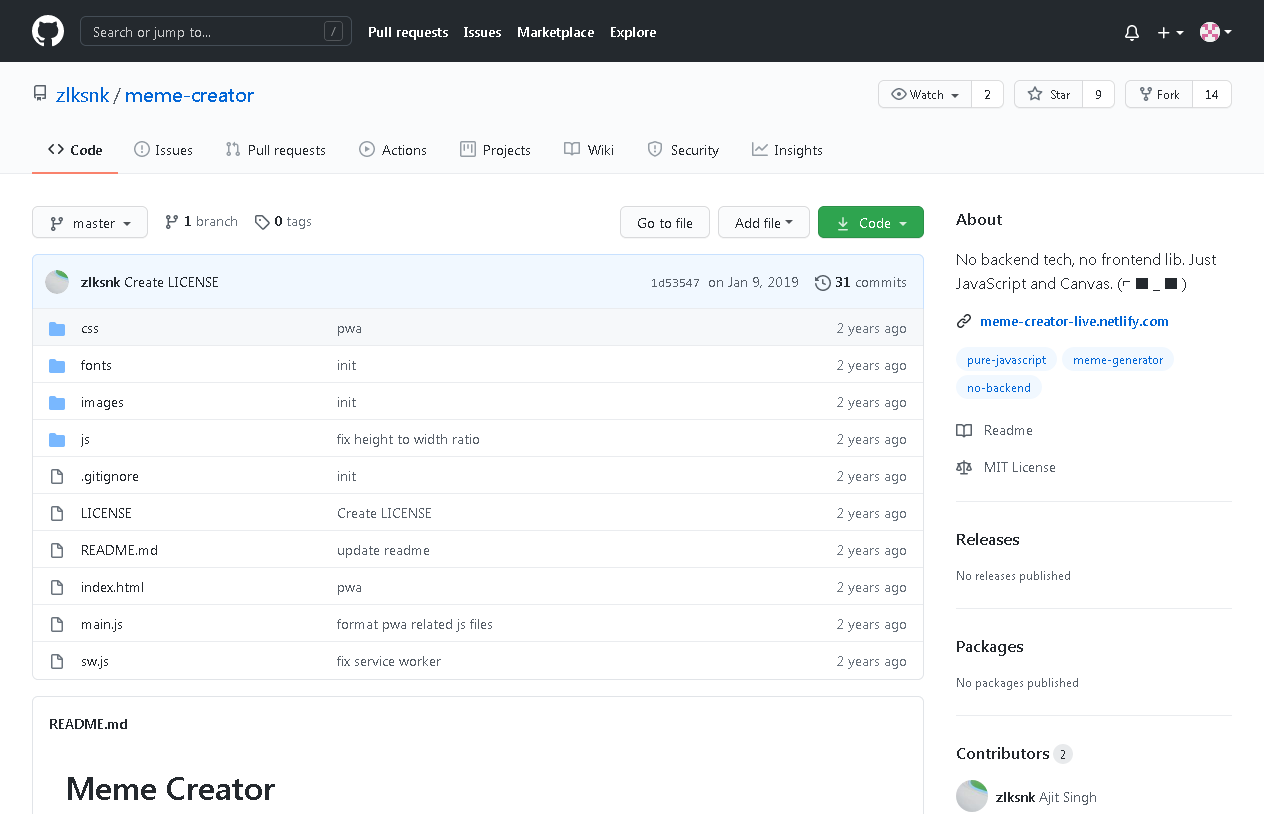 Search or jump to... /
Pull requests Issues Marketplace Explore
zlksnk / meme-creator
Watch 2 Star 9 Fork 14
Code Issues Pull requests Actions Projects Wiki Security Insights
master 1 branch 0 tags Go to file Add file Code
zlksnk Create LICENSE 1d53547 on Jan 9, 2019 31 commits
css pwa 2 years ago
fonts init 2 years ago
images init 2 years ago
js fix height to width ratio 2 years ago
.gitignore init 2 years ago
LICENSE Create LICENSE 2 years ago
README.md update readme 2 years ago
index.html pwa 2 years ago
main.js format pwa related js files 2 years ago
sw.js fix service worker 2 years ago
README.md
Meme Creator
About
No backend tech, no frontend lib. Just
JavaScript and Canvas. (⌐■_■)
meme-creator-live.netlify.com
pure-javascript meme-generator
no-backend
Readme
MIT License
Releases
No releases published
Packages
No packages published
Contributors 2
zlksnk Ajit Singh